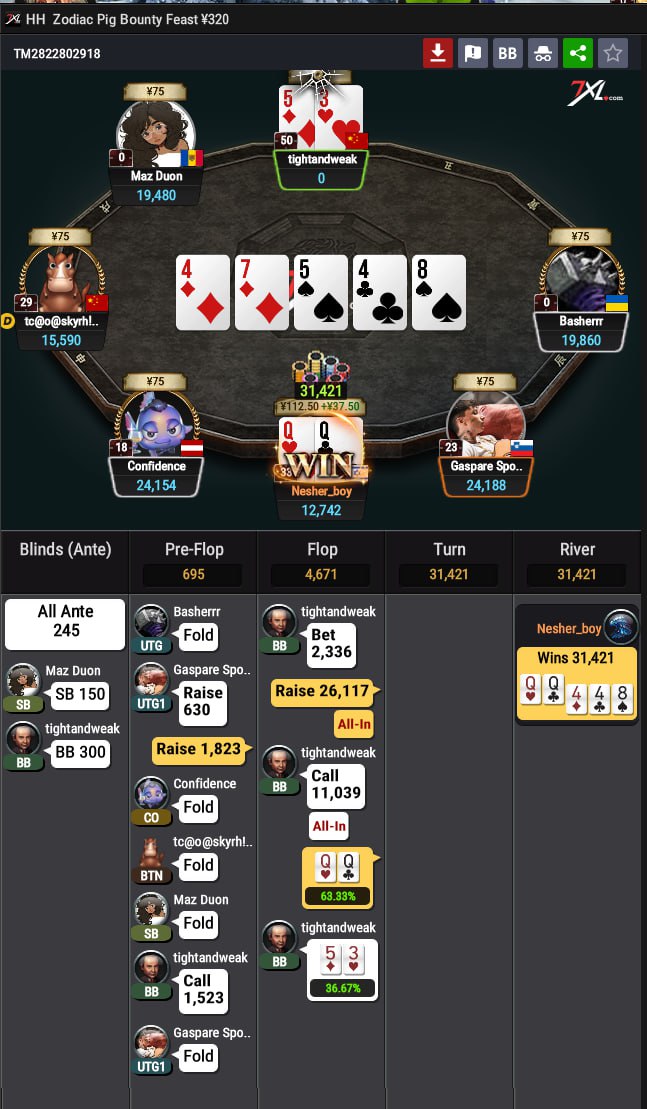 HH Zodiac Pig Bounty Feast ¥320
TM2822802918
BB
7XL.com
¥75
0
Maz Duon
19,480
5 3
50
tightandweak
0
¥75
29
tc@o@skyrh!..
15,590
D
4 7 5 4 8
¥75
0
Basherrr
19,860
31,421
¥112.50 +¥37.50
¥75
18
Confidence
24,154
Q Q
WIN
Nesher_boy
12,742
¥75
23
Gaspare Spo..
24,188
Blinds (Ante)
Pre-Flop
695
Flop
4,671
Turn
31,421
River
31,421
All Ante
245
Maz Duon
SB
SB 150
tightandweak
BB
BB 300
Basherrr
UTG
Fold
Gaspare Spo..
UTG1
Raise
630
Raise 1,823
Confidence
CO
Fold
tc@o@skyrh!..
BTN
Fold
Maz Duon
SB
Fold
tightandweak
BB
Call
1,523
Gaspare Spo..
UTG1
Fold
tightandweak
BB
Bet
2,336
Raise 26,117
All-In
tightandweak
BB
Call
11,039
All-In
Q Q
63.33%
tightandweak
BB
5 3
36.67%
Nesher_boy
Wins 31,421
Q Q 4 4 8